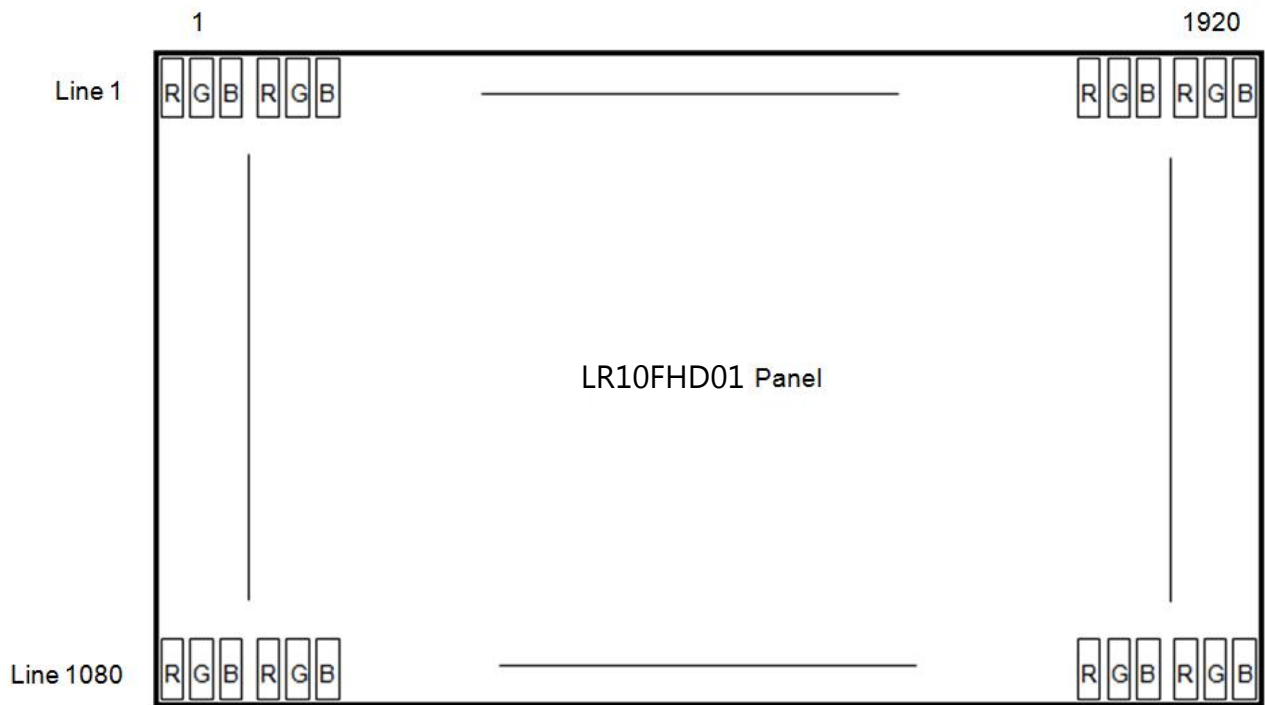 1 1920
Line 1 R G B R G B R G B R G B
LR10FHD01 Panel
Line 1080 R G B R G B R G B R G B